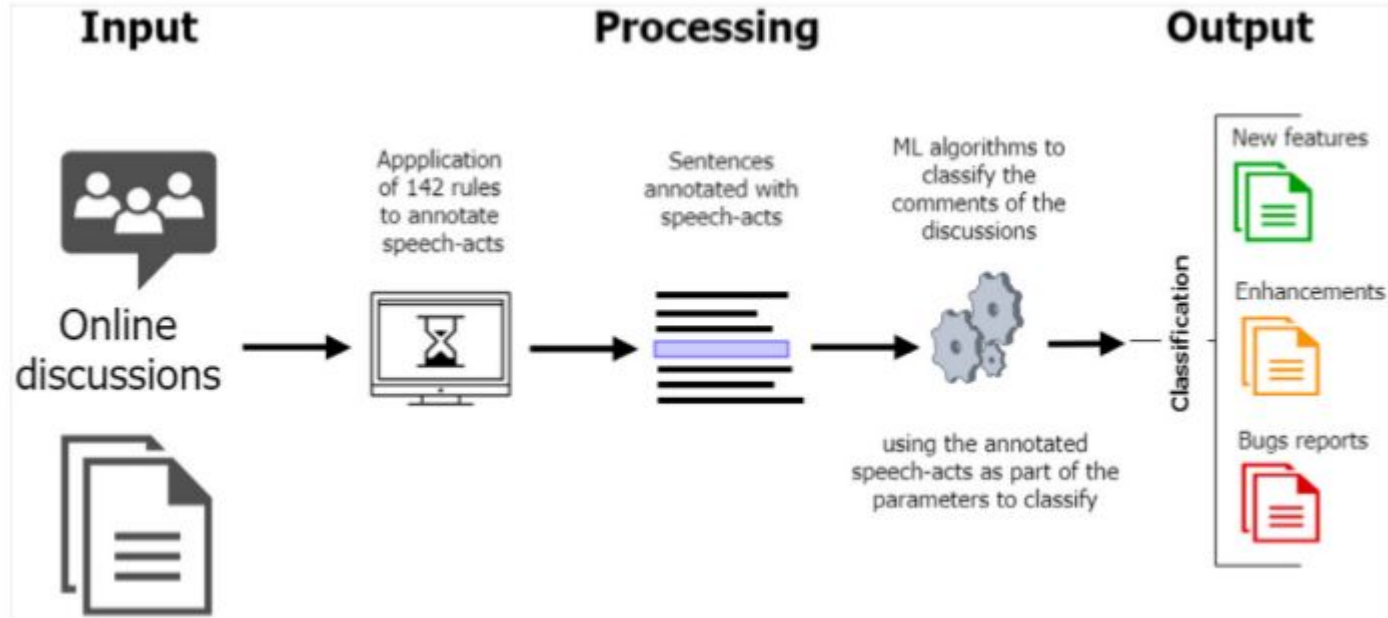 Input
Processing
Output
Appplication
of 142 rules
to annotate
speech-acts
Sentences
annotated with
speech-acts
ML algorithms to
classify the
comments of the
discussions
New features
Online
discussions
Classification
Enhancements
using the annotated
speech-acts as part of the
parameters to classify
Bugs reports